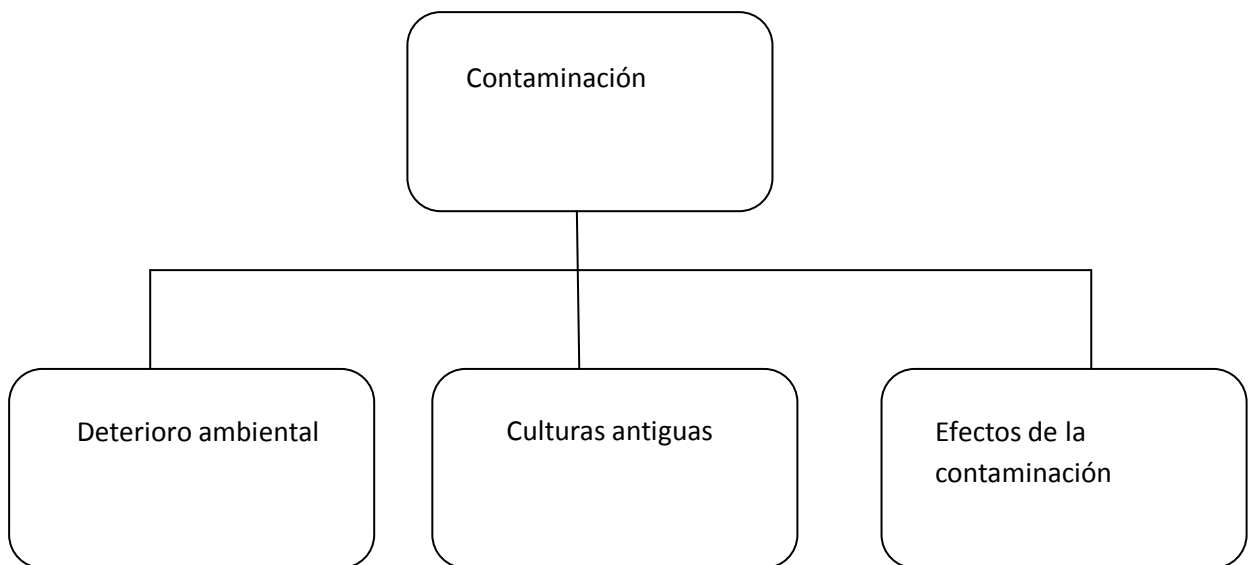 Contaminación
Deterioro ambiental
Culturas antiguas
Efectos de la
contaminación